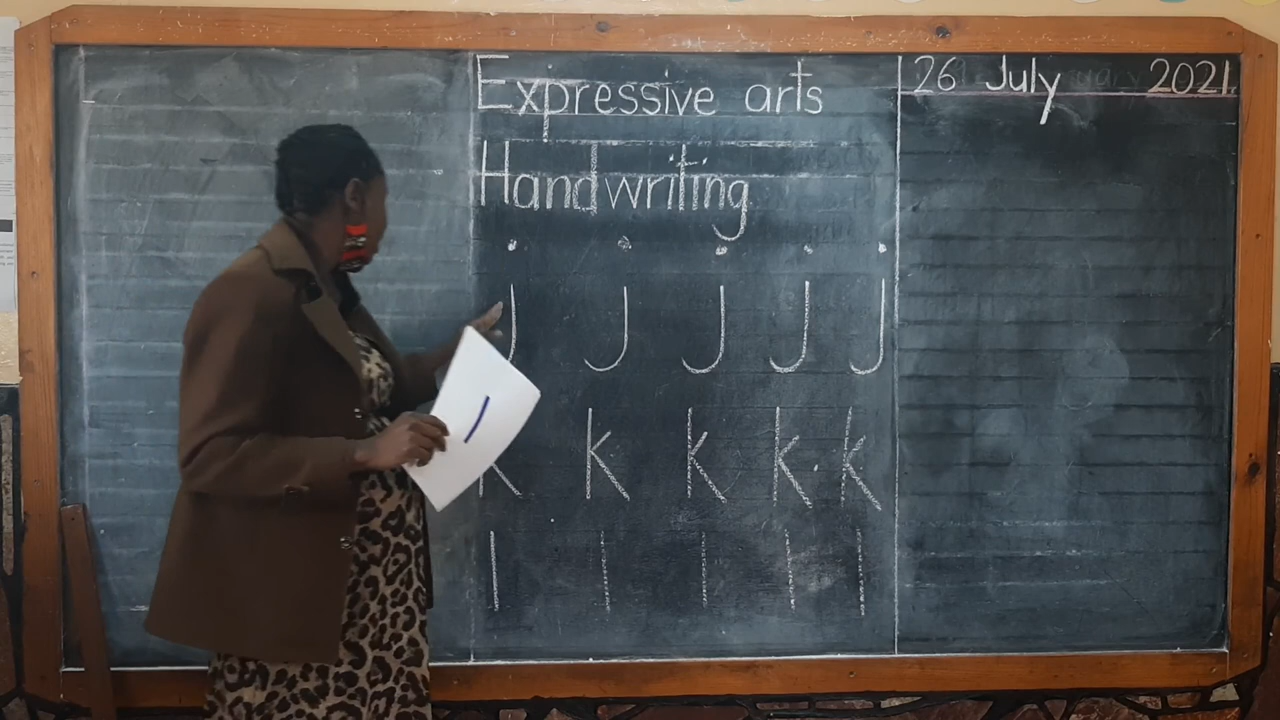 Expressive arts
26 July 2021
Handwriting
j j j j j
k k k k k
l l l l l
l